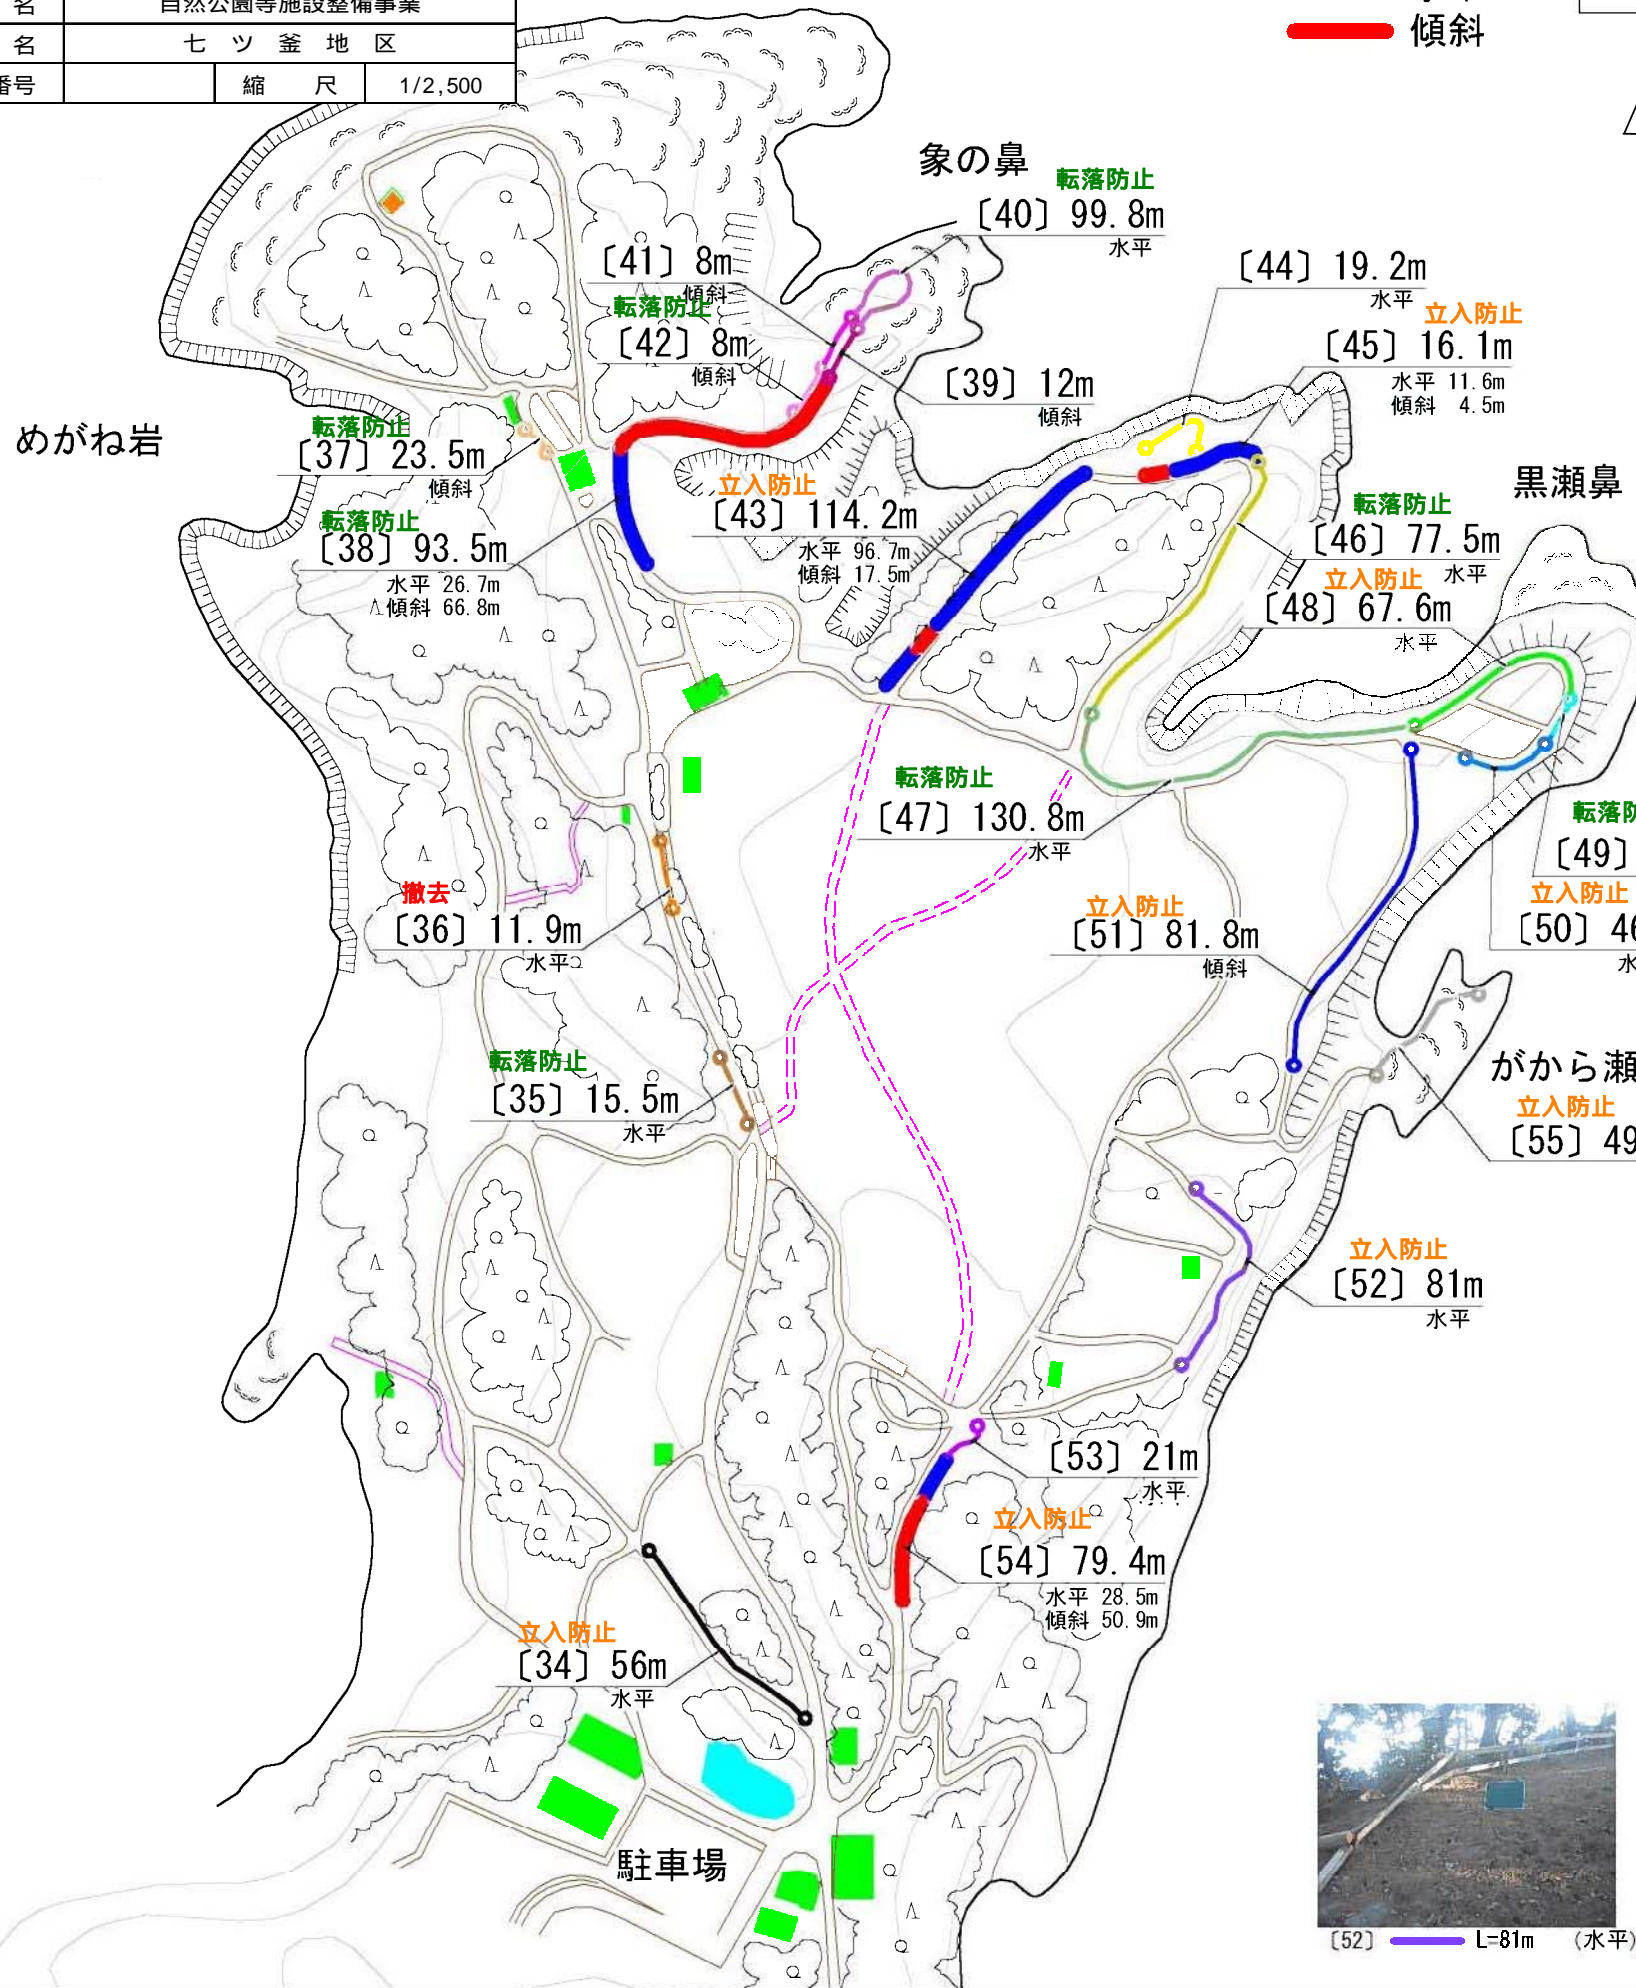 名 自然公園等施設整備事業
名 七ツ釜地区
番号 縮尺 1/2,500
傾斜
象の鼻
転落防止
〔40〕99.8m
水平
〔41〕8m
傾斜
転落防止
〔42〕8m
傾斜
〔44〕19.2m
水平
立入防止
〔45〕16.1m
水平 11.6m
傾斜 4.5m
〔39〕12m
傾斜
めがね岩
転落防止
〔37〕23.5m
傾斜
立入防止
〔43〕114.2m
水平 96.7m
傾斜 17.5m
黒瀬鼻
転落防止
〔46〕77.5m
水平
転落防止
〔38〕93.5m
水平 26.7m
傾斜 66.8m
立入防止
〔48〕67.6m
水平
転落防止
〔47〕130.8m
水平
転落防
〔49〕
撤去
〔36〕11.9m
水平
立入防止
〔51〕81.8m
傾斜
立入防止
〔50〕46
水
転落防止
〔35〕15.5m
水平
がから瀬
立入防止
〔55〕49
立入防止
〔52〕81m
水平
〔53〕21m
水平
立入防止
〔54〕79.4m
水平 28.5m
傾斜 50.9m
立入防止
〔34〕56m
水平
駐車場
〔52〕 L=81m (水平)